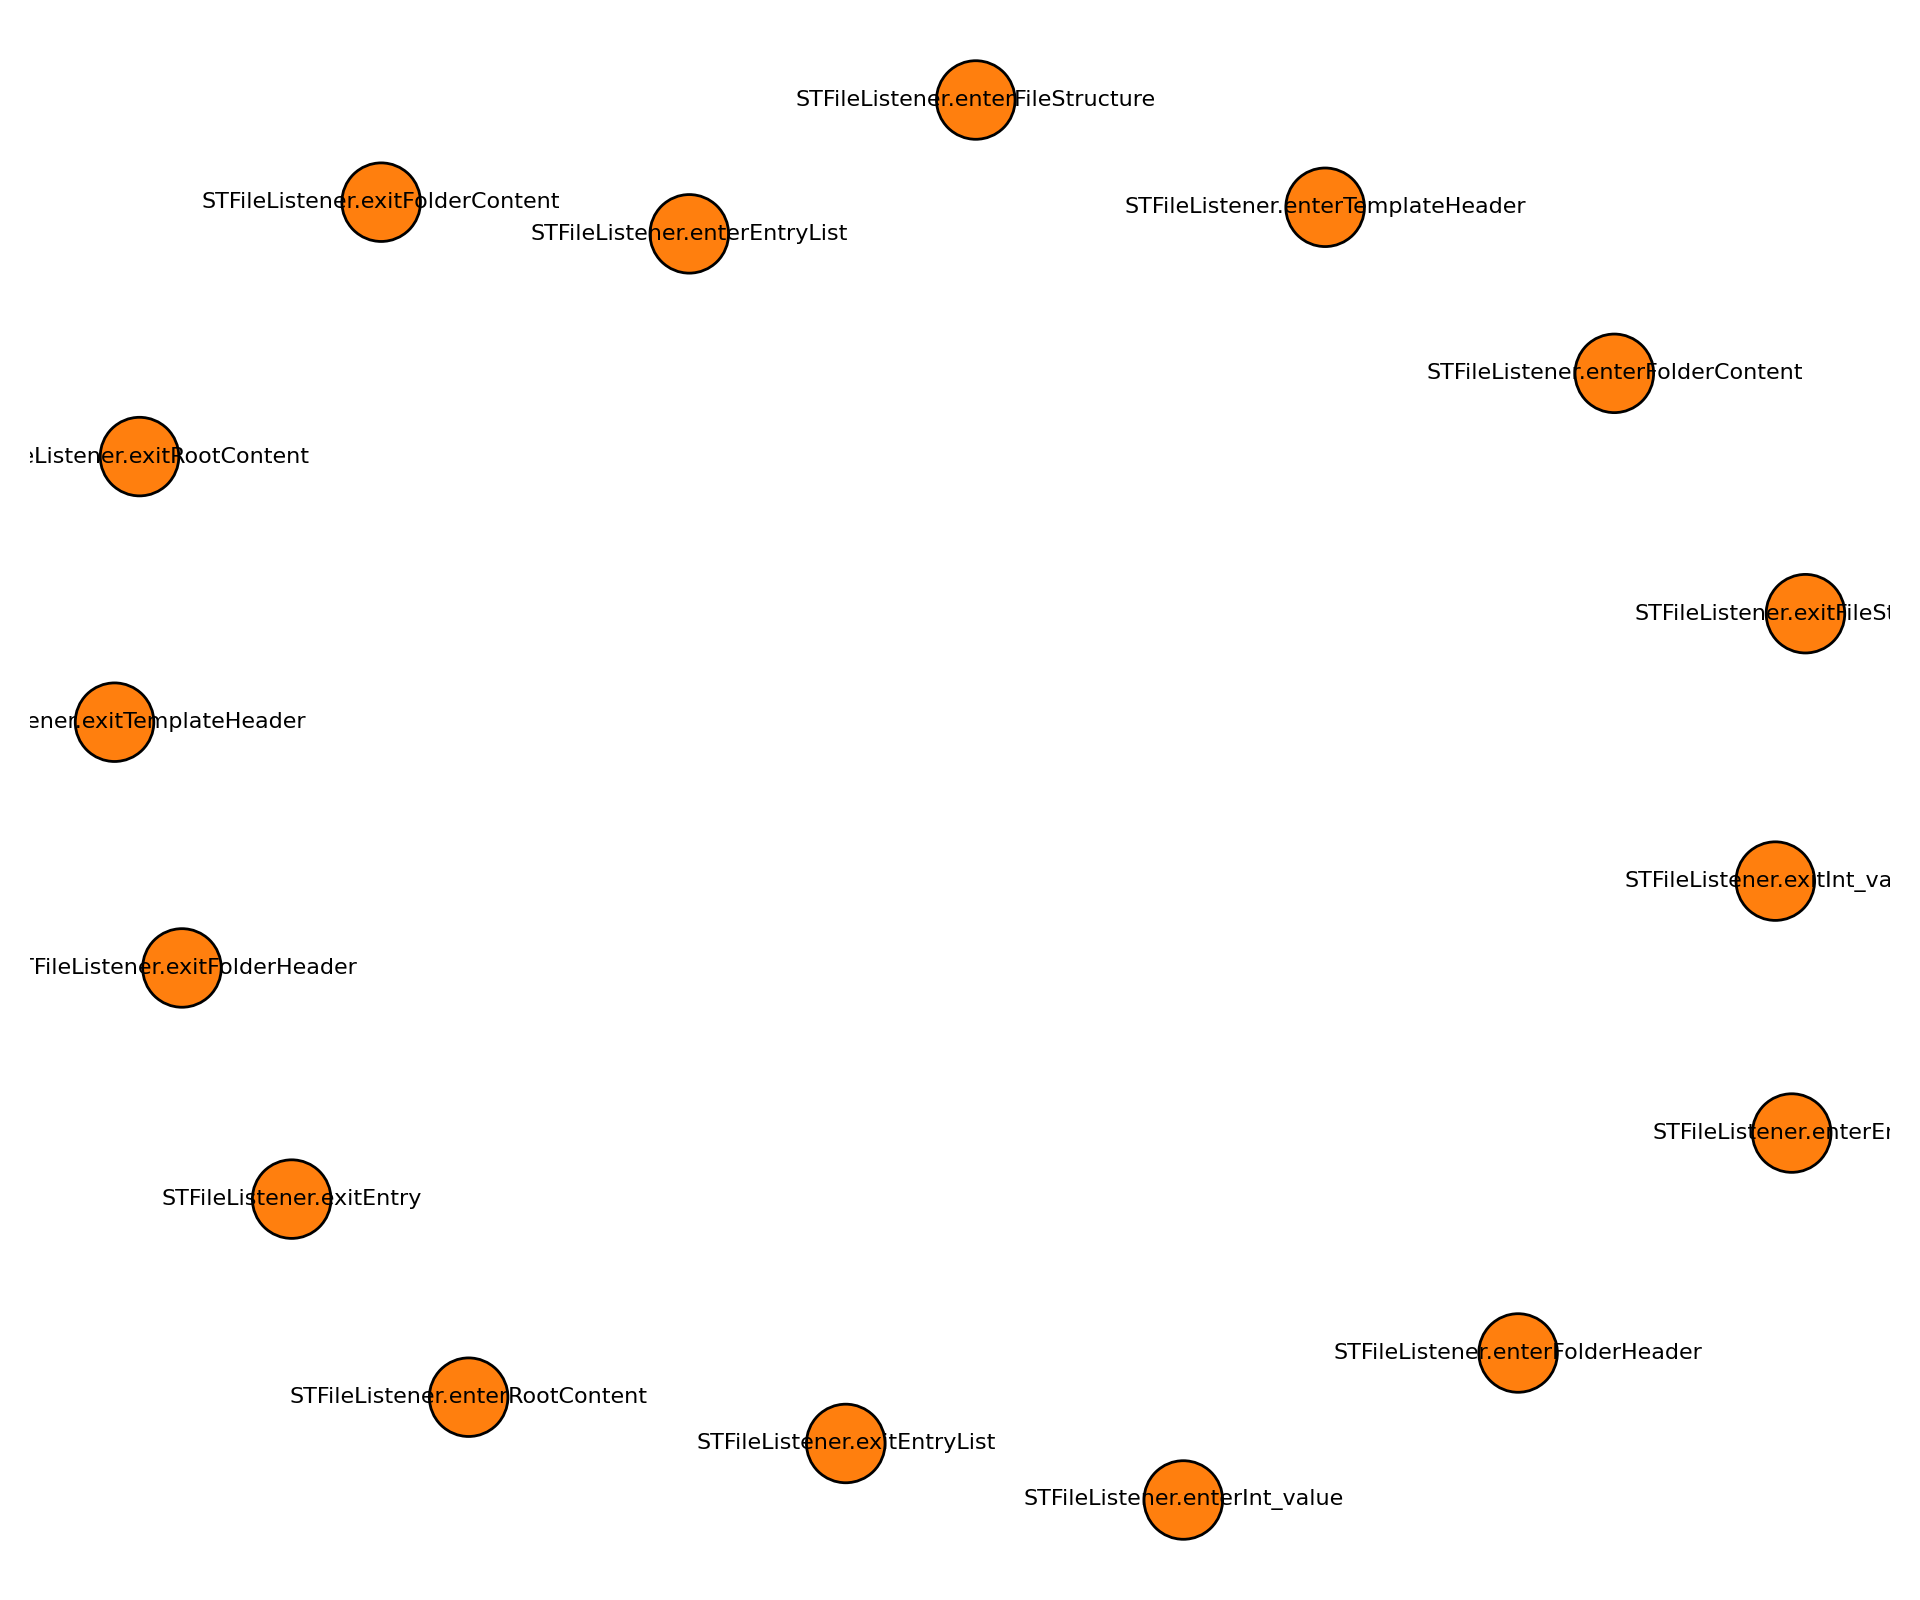 STFileListener.enterFileStructure
STFileListener.exitFolderContent
STFileListener.enterTemplateHeader
STFileListener.enterEntryList
STFileListener.enterFolderContent
eListener.exitRootContent
STFileListener.exitFileSt
ener.exitTemplateHeader
STFileListener.exitInt_va
TFileListener.exitFolderHeader
STFileListener.enterEn
STFileListener.exitEntry
STFileListener.enterFolderHeader
STFileListener.enterRootContent
STFileListener.exitEntryList
STFileListener.enterInt_value